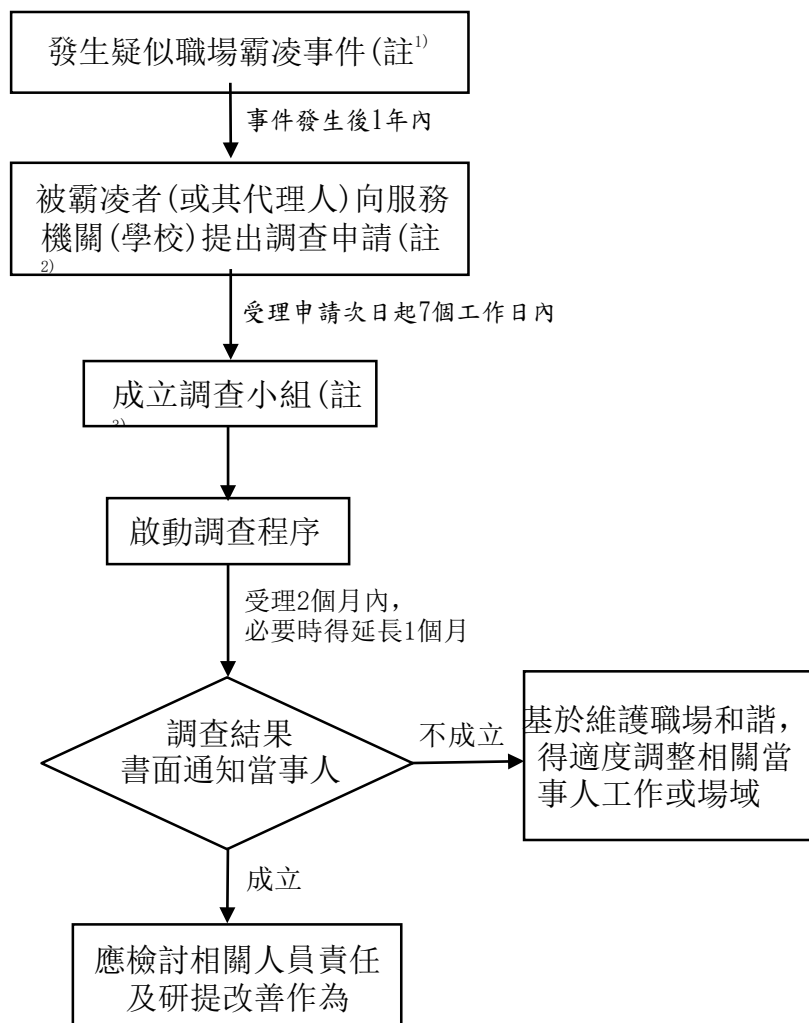 發生疑似職場霸凌事件(註1)
事件發生後1年內
被霸凌者(或其代理人)向服務
機關(學校)提出調查申請(註
2)
受理申請次日起7個工作日內
成立調查小組(註
3)
啟動調查程序
受理2個月內,
必要時得延長1個月
調查結果
書面通知當事人
不成立
基於維護職場和諧,
得適度調整相關當
事人工作或場域
成立
應檢討相關人員責任
及研提改善作為